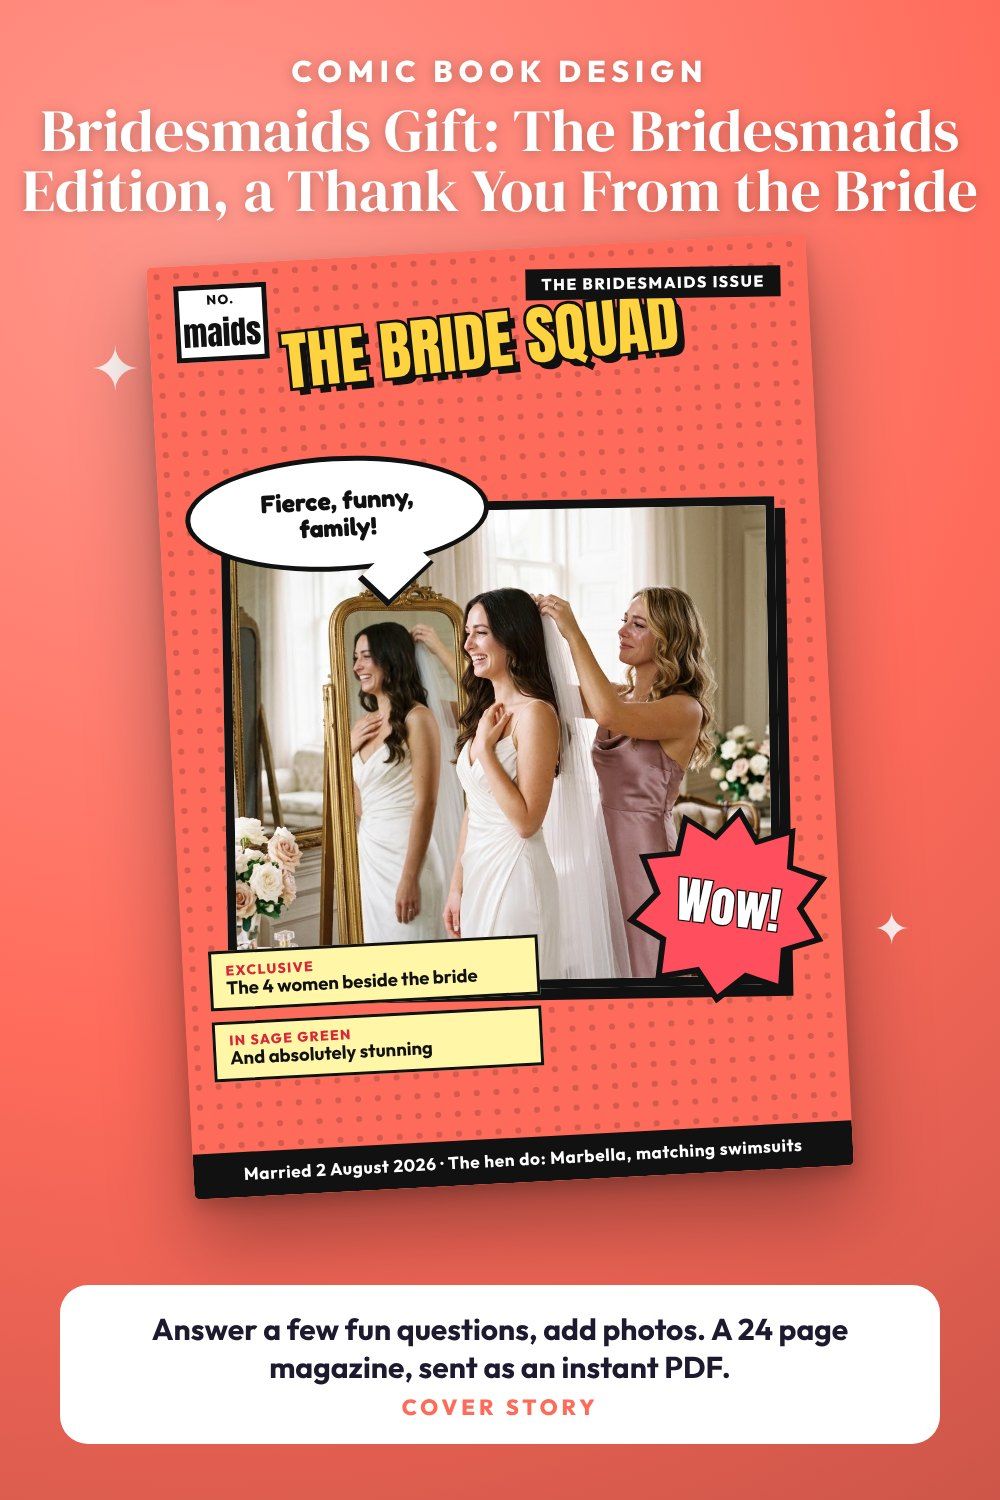 COMIC BOOK DESIGN
Bridesmaids Gift: The Bridesmaids
Edition, a Thank You From the Bride
THE BRIDESMAIDS ISSUE
NO.
maids
THE BRIDE SQUAD
Fierce, funny,
family!
Wow!
EXCLUSIVE
The 4 women beside the bride
IN SAGE GREEN
And absolutely stunning
Married 2 August 2026 · The hen do: Marbella, matching swimsuits
Answer a few fun questions, add photos. A 24 page
magazine, sent as an instant PDF.
COVER STORY